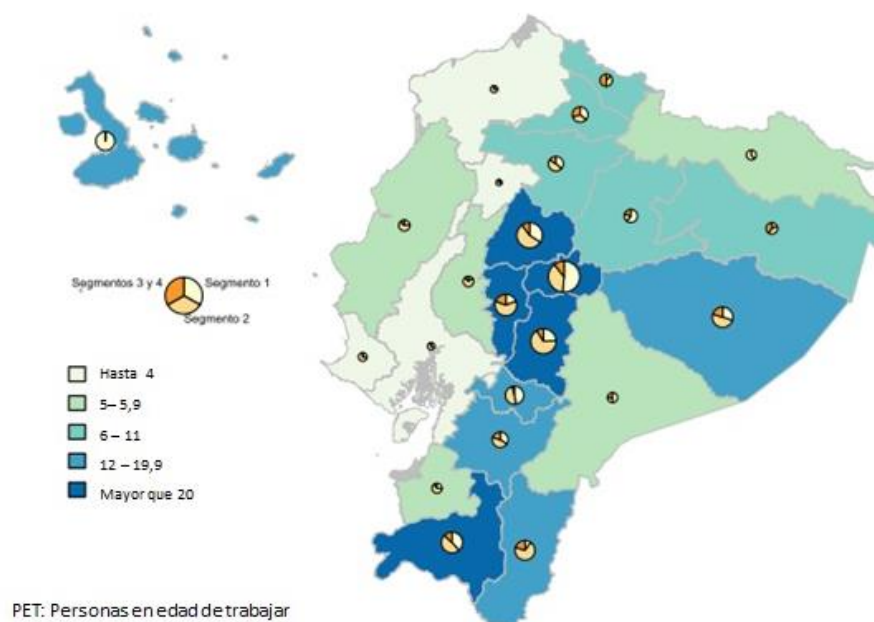 Segmentos 3 y 4
Segmento 1
Segmento 2
Hasta 4
5–5,9
6 – 11
12 – 19,9
Mayor que 20
PET: Personas en edad de trabajar